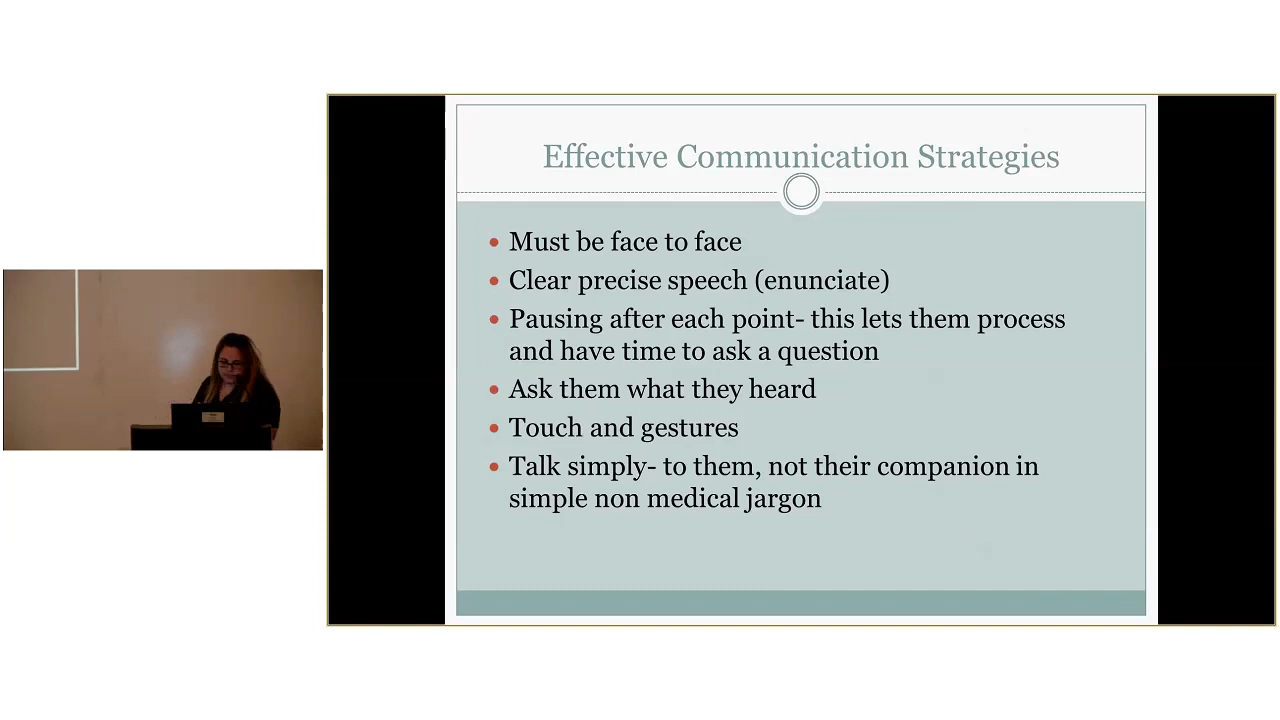 Effective Communication Strategies
• Must be face to face
• Clear precise speech (enunciate)
• Pausing after each point- this lets them process
and have time to ask a question
• Ask them what they heard
• Touch and gestures
• Talk simply- to them, not their companion in
simple non medical jargon